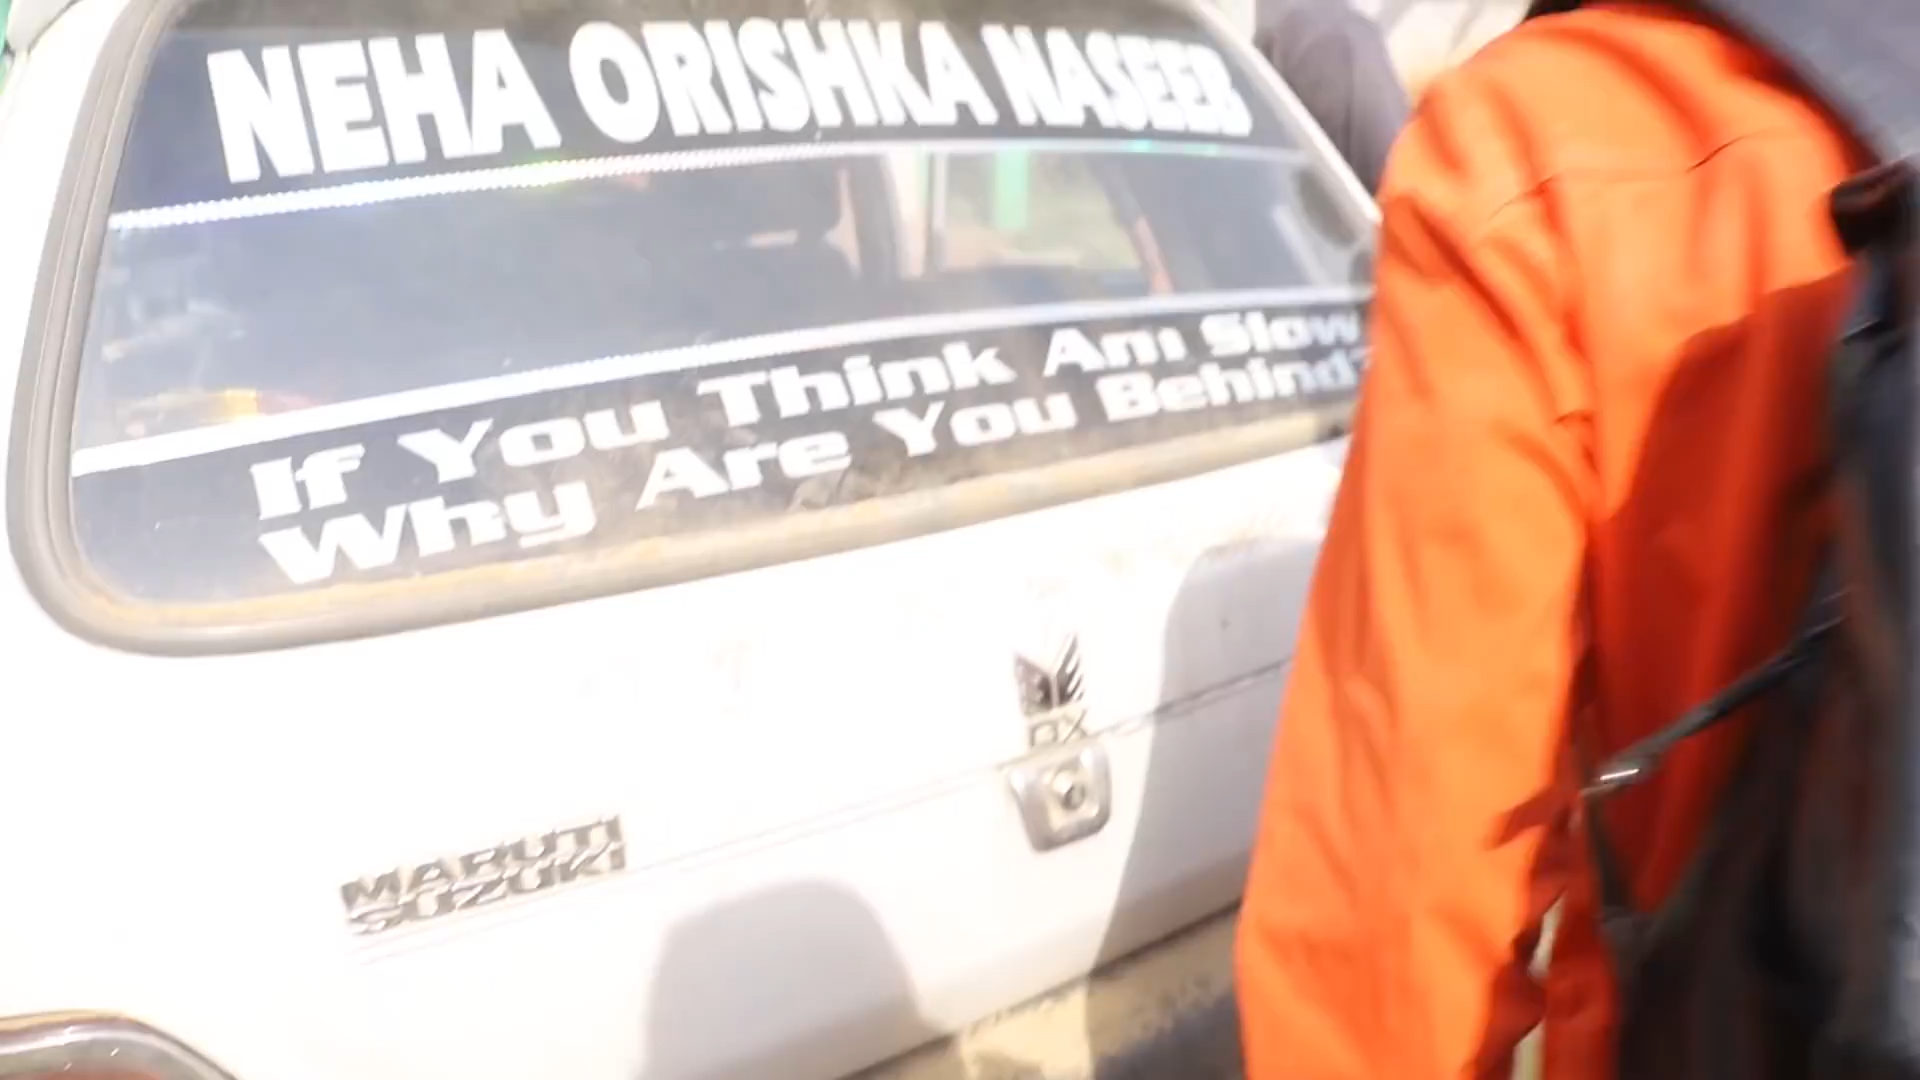 NEHA ORISHKA NASEEB
If You Think Am Slow
Why Are You Behind?
DX
MARUTI
SUZUKI